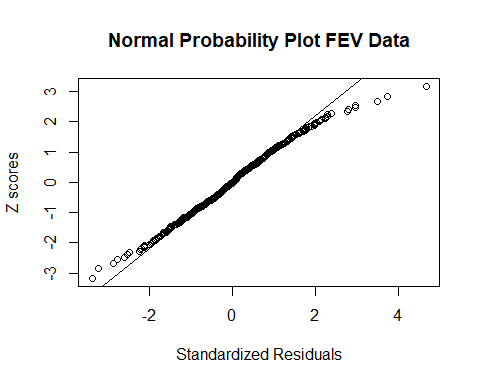 Normal Probability Plot FEV Data
Z scores
3
2
1
0
-1
-2
-3
-2 0 2 4
Standardized Residuals